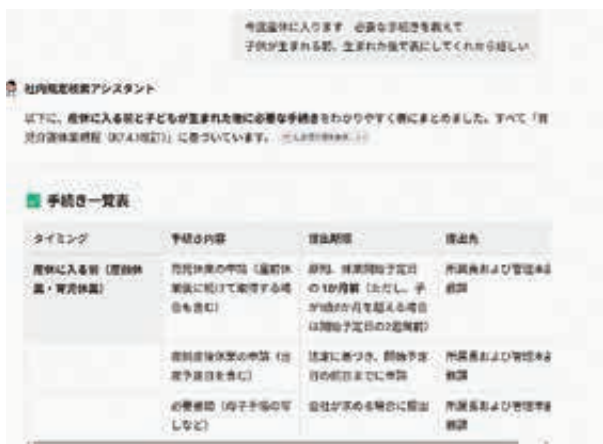 今度産休に入ります 必要な手続きを教えて
子供が生まれる前、生まれた後で表にしてくれたら嬉しい
社内規定検索アシスタント
以下に、産休に入る前と子どもが生まれた後に必要な手続きをわかりやすく表にまとめました。すべて「育
児介護休業規程（R7.4.1改訂）」に基づいています。
手続き一覧表
タイミング 手続き内容 提出期限 提出先
産休に入る前（産前休
業・育児休業）
育児休業の申請（産前休
業後に続けて取得する場
合も含む）
原則、休業開始予定日
の1か月前（ただし、子
が1歳6か月を超える場合
は開始予定日の2週間前）
所属長および管理本部
産前産後休業の申請（出
産予定日を含む）
法定に基づき、開始予定
日の前日までに申請
所属長および管理本部
必要書類（母子手帳の写
しなど）
会社が求める場合に提出
所属長および管理本部